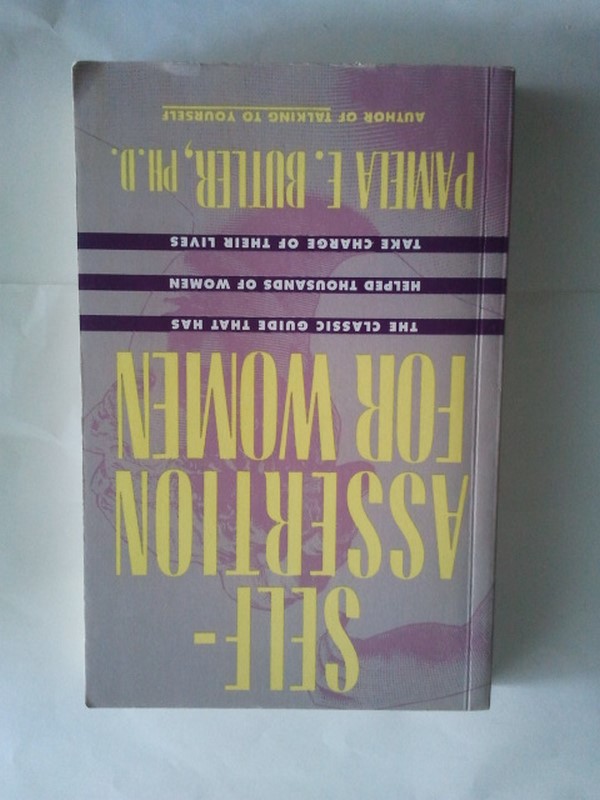 SELF-
ASSERTION
FOR WOMEN
THE CLASSIC GUIDE THAT HAS
HELPED THOUSANDS OF WOMEN
TAKE CHARGE OF THEIR LIVES
PAMELA E. BUTLER, PH.D.
AUTHOR OF TALKING TO YOURSELF